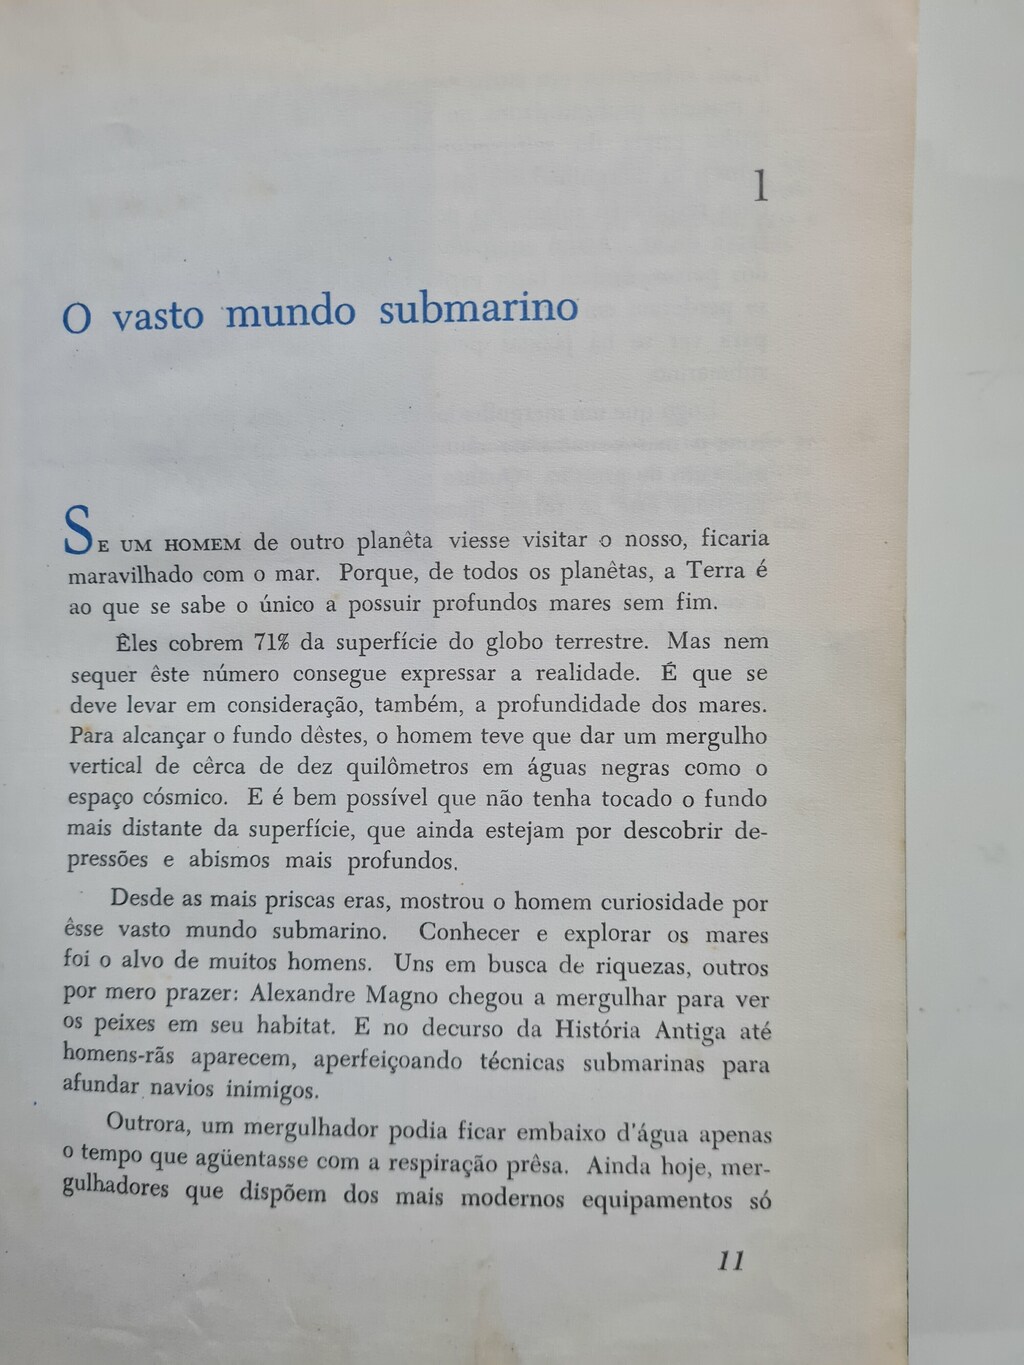 1
O vasto mundo submarino
SE UM HOMEM de outro planêta viesse visitar o nosso, ficaria
maravilhado com o mar. Porque, de todos os planêtas, a Terra é
ao que se sabe o único a possuir profundos mares sem fim.
Êles cobrem 71% da superfície do globo terrestre. Mas nem
sequer êste número consegue expressar a realidade. É que se
deve levar em consideração, também, a profundidade dos mares.
Para alcançar o fundo dêstes, o homem teve que dar um mergulho
vertical de cêrca de dez quilômetros em águas negras como o
espaço cósmico. E é bem possível que não tenha tocado o fundo
mais distante da superfície, que ainda estejam por descobrir de-
pressões e abismos mais profundos.
Desde as mais priscas eras, mostrou o homem curiosidade por
êsse vasto mundo submarino. Conhecer e explorar os mares
foi o alvo de muitos homens. Uns em busca de riquezas, outros
por mero prazer: Alexandre Magno chegou a mergulhar para ver
os peixes em seu habitat. E no decurso da História Antiga até
homens-rãs aparecem, aperfeiçoando técnicas submarinas para
afundar navios inimigos.
Outrora, um mergulhador podia ficar embaixo d'água apenas
o tempo que agüentasse com a respiração prêsa. Ainda hoje, mer-
gulhadores que dispõem dos mais modernos equipamentos só
11